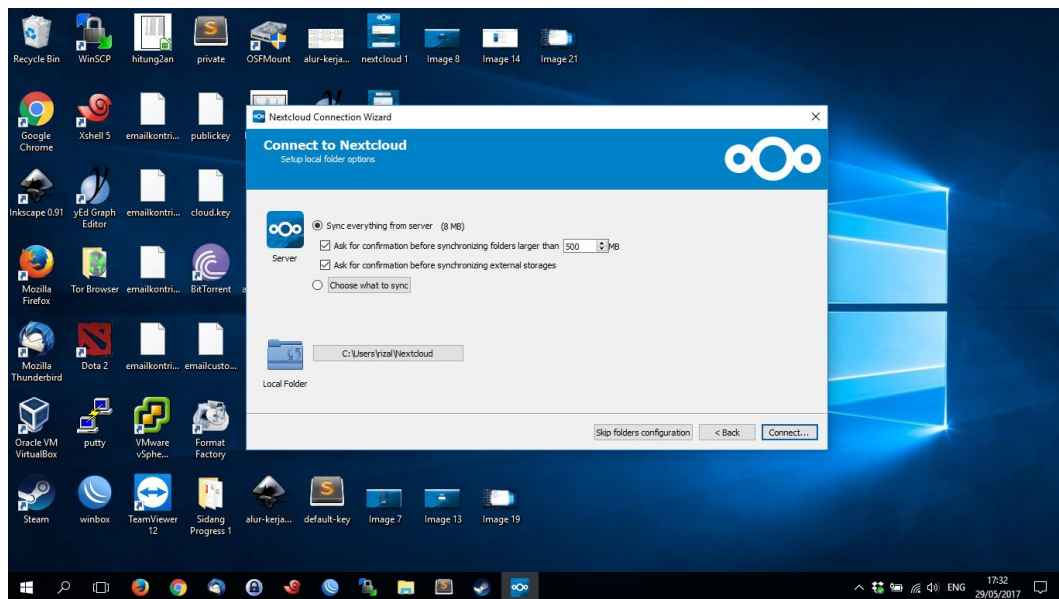 Recycle Bin
WinSCP
hitung2an
private
OSFMount
alur-kerja...
nextcloud 1
Image 8
Image 14
Image 21
Google
Chrome
Xshell 5
emailkontri...
publickey
Inkscape 0.91
yEd Graph
Editor
emailkontri...
cloud.key
Mozilla
Firefox
Tor Browser
emailkontri...
BitTorrent
Mozilla
Thunderbird
Dota 2
emailkontri...
emailcusto...
Oracle VM
VirtualBox
putty
VMware
vSphe...
Format
Factory
Steam
winbox
TeamViewer
12
Sidang
Progress 1
alur-kerja...
default-key
Image 7
Image 13
Image 19
Nextcloud Connection Wizard
Connect to Nextcloud
Setup local folder options
Server
Sync everything from server (8 MB)
Ask for confirmation before synchronizing folders larger than 500 MB
Ask for confirmation before synchronizing external storages
Choose what to sync
C:\Users\rizal\Nextcloud
Local Folder
Skip folders configuration
< Back
Connect...
ENG
17:32
29/05/2017